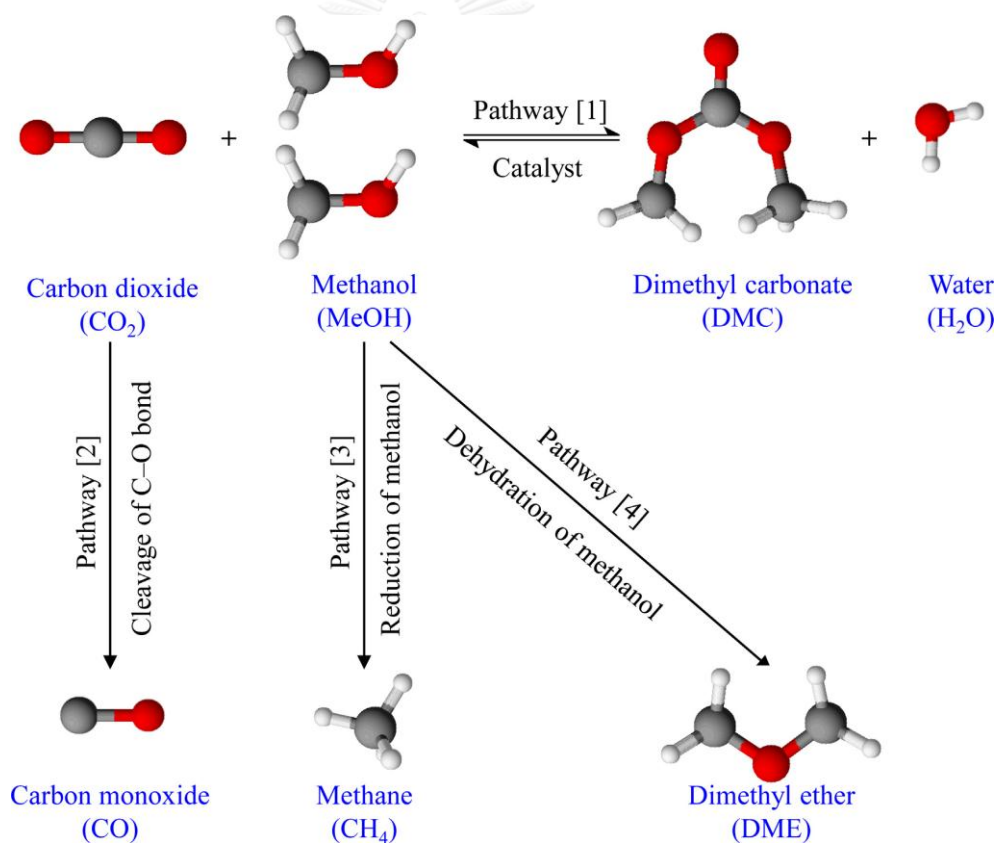 Pathway [1]
+
+
Catalyst
Carbon dioxide
(CO₂)
Methanol
(MeOH)
Dimethyl carbonate
(DMC)
Water
(H₂O)
Pathway [2]
Cleavage of C–O bond
Pathway [3]
Reduction of methanol
Pathway [4]
Dehydration of methanol
Carbon monoxide
(CO)
Methane
(CH₄)
Dimethyl ether
(DME)